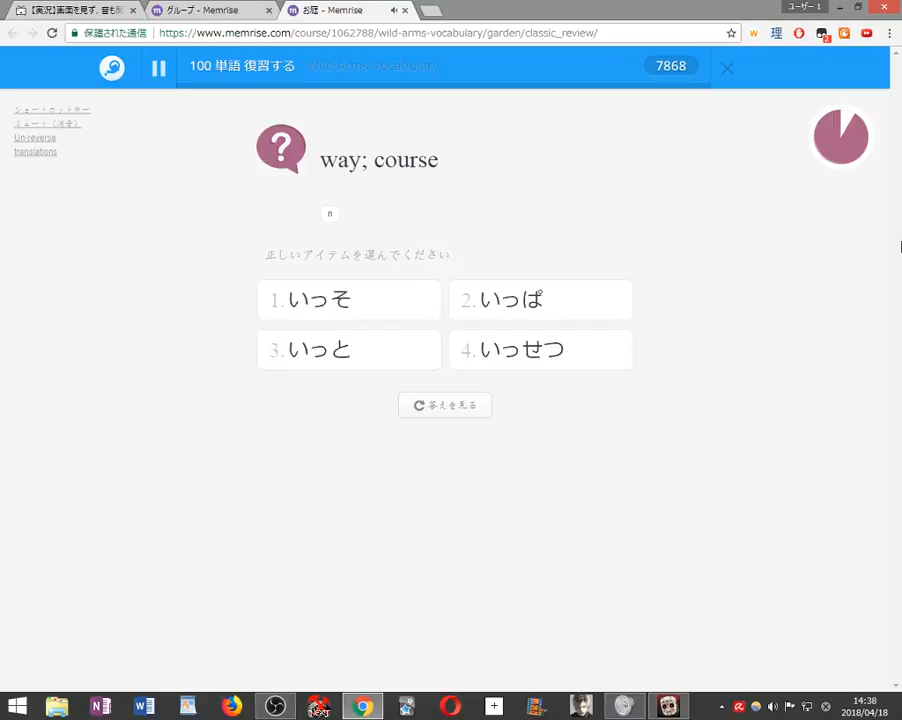 【実況】画面を見ず、音も
グループ - Memrise
お庭 - Memrise
ユーザー 1
保護された通信
https://www.memrise.com/course/1062788/wild-arms-vocabulary/garden/classic_review/
100 単語 復習する
Wild Arms Vocabulary
7868
ショートカットキー
ミュート（消音）
Un-reverse
translations
?
way; course
n
正しいアイテムを選んでください
1. いっそ
2. いっぱ
3. いっと
4. いっせつ
答えを見る
14:38
2018/04/18